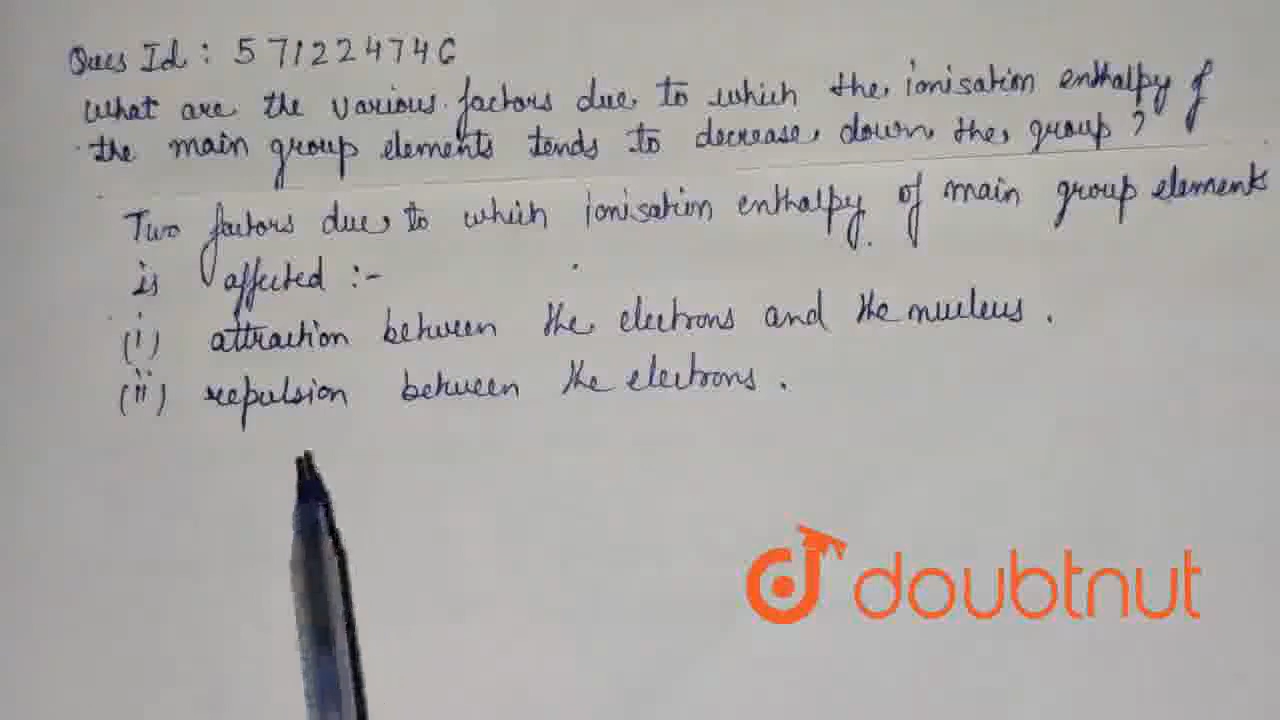 Ques Id : 571224746
What are the various factors due to which the ionisation enthalpy of
the main group elements tends to decrease down the group ?
Two factors due to which ionisation enthalpy of main group elements
is affected :-
(i) attraction between the electrons and the nucleus .
(ii) repulsion between the electrons .
doubtnut